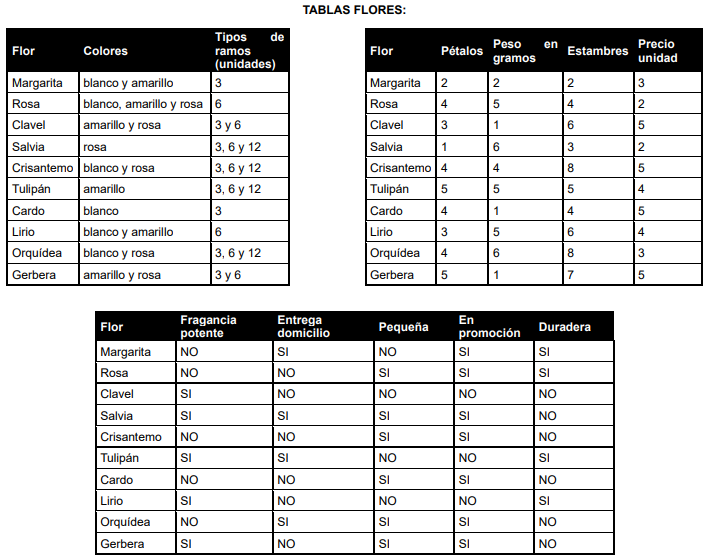 TABLAS FLORES:
Flor Colores Tipos de ramos (unidades)
Margarita blanco y amarillo 3
Rosa blanco, amarillo y rosa 6
Clavel amarillo y rosa 3 y 6
Salvia rosa 3, 6 y 12
Crisantemo blanco y rosa 3, 6 y 12
Tulipán amarillo 3, 6 y 12
Cardo blanco 3
Lirio blanco y amarillo 6
Orquídea blanco y rosa 3, 6 y 12
Gerbera amarillo y rosa 3 y 6
Flor Pétalos Peso en gramos Estambres Precio unidad
Margarita 2 2 2 3
Rosa 4 5 4 2
Clavel 3 1 6 5
Salvia 1 6 3 2
Crisantemo 4 4 8 5
Tulipán 5 5 5 4
Cardo 4 1 4 5
Lirio 3 5 6 4
Orquídea 4 6 8 3
Gerbera 5 1 7 5
Flor Fragancia potente Entrega domicilio Pequeña En promoción Duradera
Margarita NO SI NO SI SI
Rosa NO NO SI SI SI
Clavel SI NO NO NO NO
Salvia SI SI SI SI NO
Crisantemo NO NO SI SI NO
Tulipán SI SI NO NO SI
Cardo NO NO SI SI NO
Lirio SI NO NO NO SI
Orquídea NO SI SI SI NO
Gerbera SI NO SI SI NO